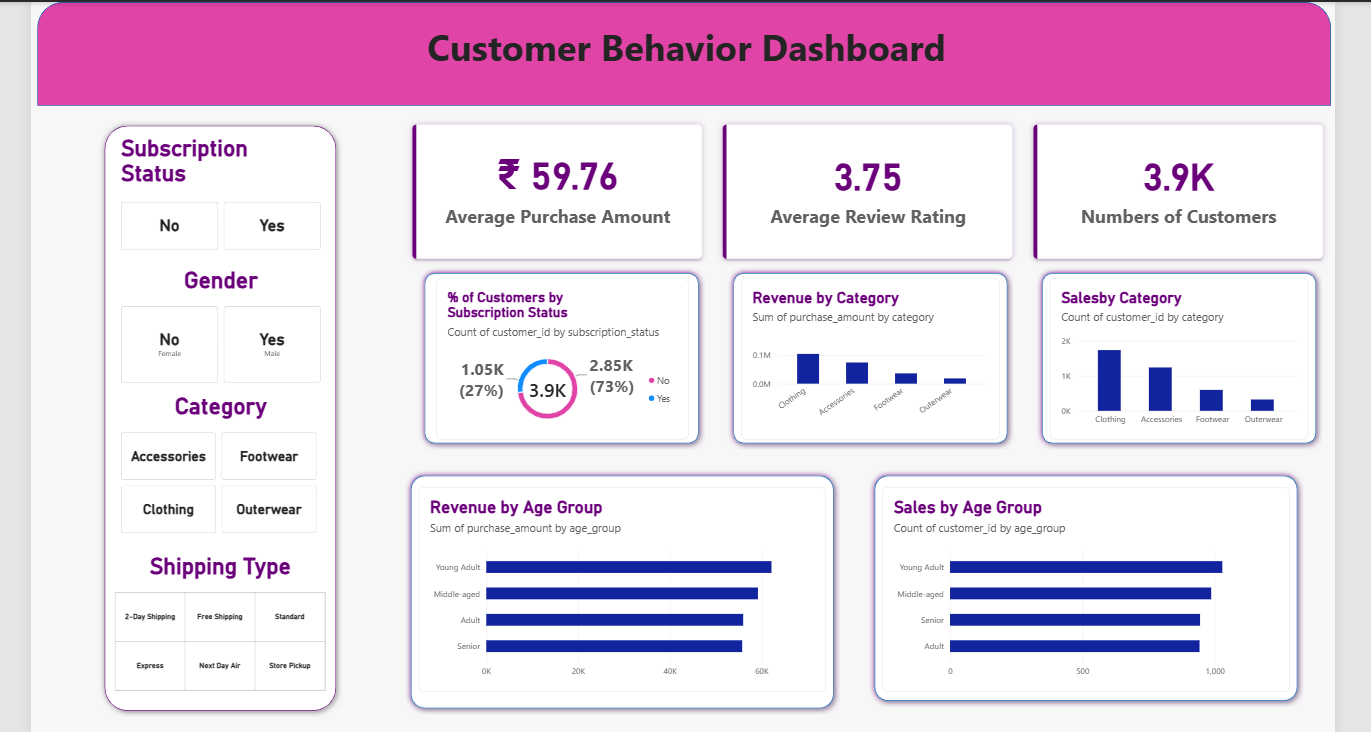 Customer Behavior Dashboard
Subscription
Status
No
Yes
Gender
No
Female
Yes
Male
Category
Accessories
Footwear
Clothing
Outerwear
Shipping Type
2-Day Shipping
Free Shipping
Standard
Express
Next Day Air
Store Pickup
₹ 59.76
Average Purchase Amount
3.75
Average Review Rating
3.9K
Numbers of Customers
% of Customers by
Subscription Status
Count of customer_id by subscription_status
1.05K
(27%)
3.9K
2.85K
(73%)
No
Yes
Revenue by Category
Sum of purchase_amount by category
0.1M
0.0M
Clothing
Accessories
Footwear
Outerwear
Salesby Category
Count of customer_id by category
2K
1K
0K
Clothing
Accessories
Footwear
Outerwear
Revenue by Age Group
Sum of purchase_amount by age_group
Young Adult
Middle-aged
Adult
Senior
0K
20K
40K
60K
Sales by Age Group
Count of customer_id by age_group
Young Adult
Middle-aged
Senior
Adult
0
500
1,000